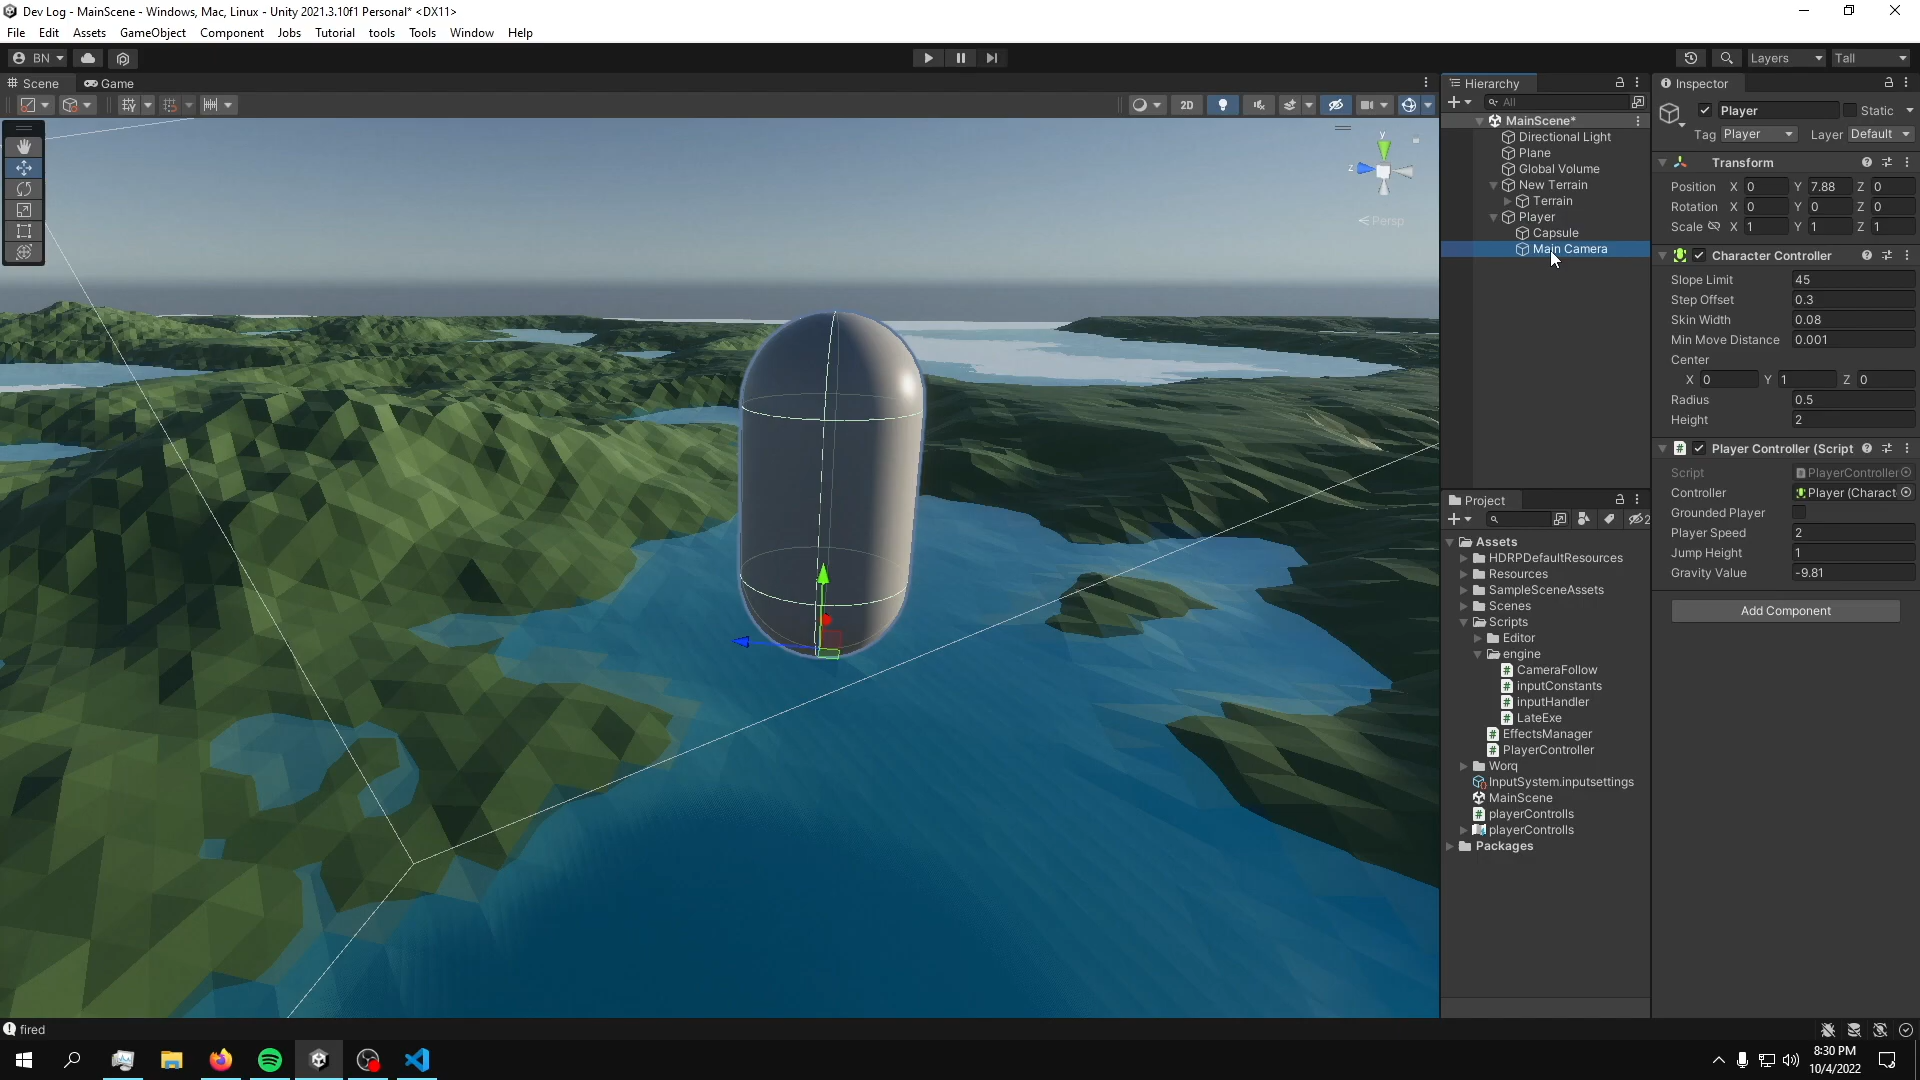 Dev Log - MainScene - Windows, Mac, Linux - Unity 2021.3.10f1 Personal* <DX11>
File Edit Assets GameObject Component Jobs Tutorial tools Tools Window Help
BN
Layers
Tall
Scene
Game
2D
y
z
Persp
Hierarchy
All
MainScene*
Directional Light
Plane
Global Volume
New Terrain
Terrain
Player
Capsule
Main Camera
Project
2
Assets
HDRPDefaultResources
Resources
SampleSceneAssets
Scenes
Scripts
Editor
engine
CameraFollow
inputConstants
inputHandler
LateExe
EffectsManager
PlayerController
Worq
InputSystem.inputsettings
MainScene
playerControlls
playerControlls
Packages
Inspector
Player Static
Tag Player Layer Default
Transform
Position X 0 Y 7.88 Z 0
Rotation X 0 Y 0 Z 0
Scale X 1 Y 1 Z 1
Character Controller
Slope Limit 45
Step Offset 0.3
Skin Width 0.08
Min Move Distance 0.001
Center
X 0 Y 1 Z 0
Radius 0.5
Height 2
Player Controller (Script
Script PlayerController
Controller Player (Charact
Grounded Player
Player Speed 2
Jump Height 1
Gravity Value -9.81
Add Component
fired
8:30 PM
10/4/2022